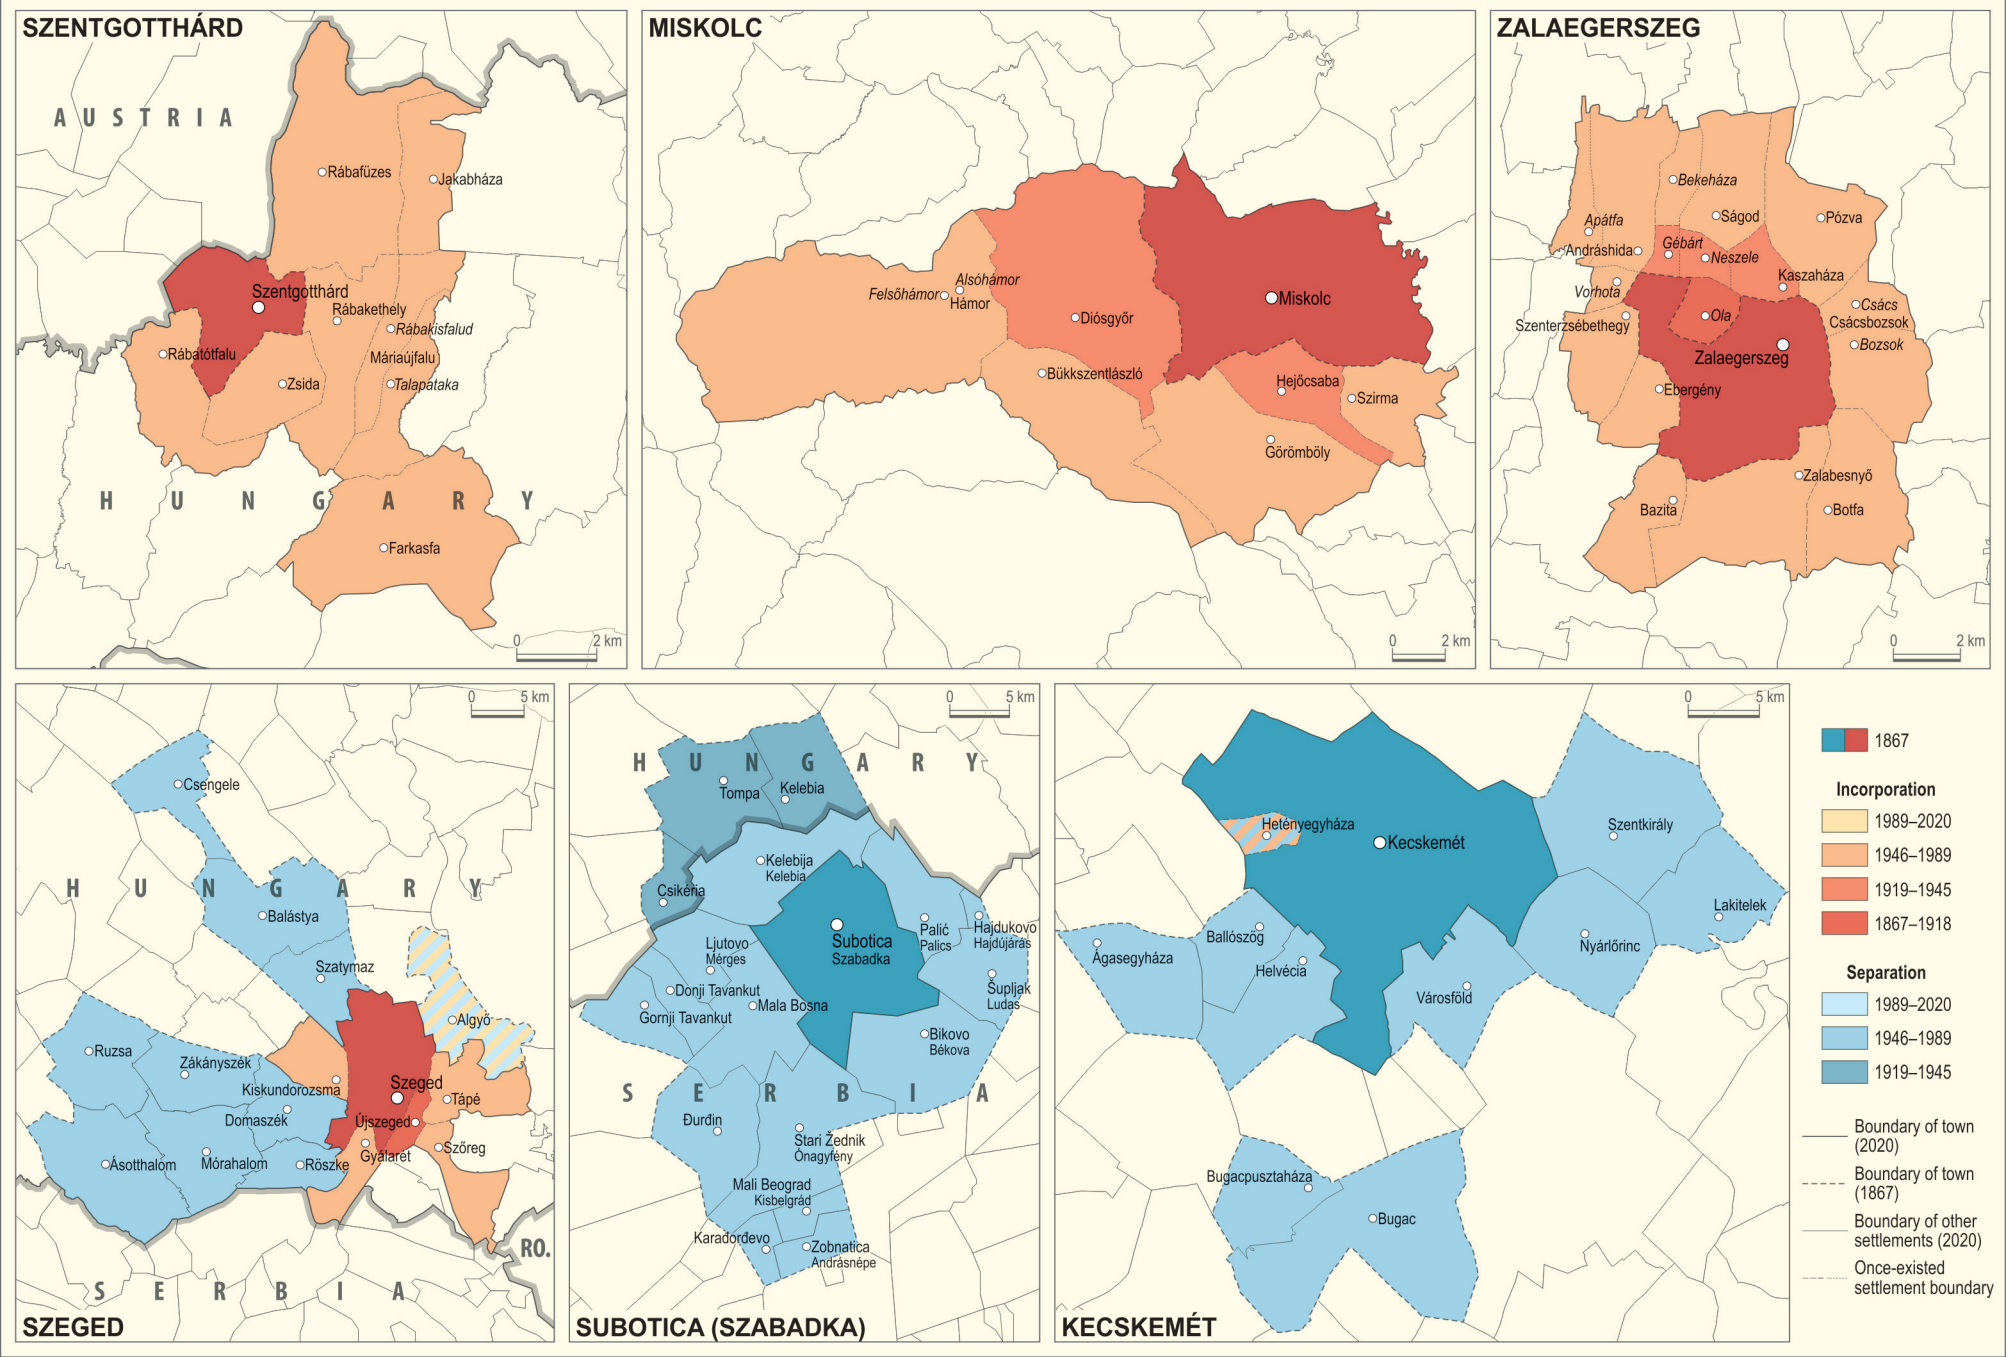 SZENTGOTTHÁRD
AUSTRIA
Rábafüzes
Jakabháza
Szentgotthárd
Rábakethely
Rábakisfalud
Rábatótfalu
Máriaújfalu
Zsida
Talapatka
HUNGARY
Farkasfa
0 2 km
MISKOLC
Alsóhámor
Felsőhámor
Hámor
Miskolc
Diósgyőr
Bükkszentlászló
Hejőcsaba
Szirma
Görömböly
0 2 km
ZALAEGERSZEG
Bekeháza
Apátfa
Ságod
Pózva
Andráshida
Gébárt
Neszele
Kaszaháza
Vorhota
Csács
Szenterzsébethegy
Ola
Csácsbozsok
Bozsok
Zalaegerszeg
Ebergény
Zalabesnyő
Bazita
Botfa
0 2 km
0 5 km
Csengele
HUNGARY
Balástya
Szatymaz
Algyő
Ruzsa
Zákányszék
Kiskundorozsma
Szeged
Tápé
Domaszék
Újszeged
Gyálarét
Szőreg
Ásotthalom
Mórahalom
Röszke
RO.
SERBIA
SZEGED
0 5 km
HUNGARY
Tompa
Kelebia
Kelebija
Kelebia
Csikéria
Subotica
Szabadka
Palić
Palics
Hajdukovo
Hajdújárás
Ljutovo
Mérges
Donji Tavankut
Mala Bosna
Gornji Tavankut
Šupljak
Ludas
Bikovo
Békova
SERBIA
Đurđin
Stari Žednik
Ónagyfény
Mali Beograd
Kisbelgrád
Karađorđevo
Zobnatica
Andrásnépe
SUBOTICA (SZABADKA)
0 5 km
Hetényegyháza
Kecskemét
Szentkirály
Lakitelek
Ballószög
Nyárlőrinc
Ágasegyháza
Helvécia
Városföld
Bugacpusztaháza
Bugac
KECSKEMÉT
1867
Incorporation
1989–2020
1946–1989
1919–1945
1867–1918
Separation
1989–2020
1946–1989
1919–1945
Boundary of town
(2020)
Boundary of town
(1867)
Boundary of other
settlements (2020)
Once-existed
settlement boundary